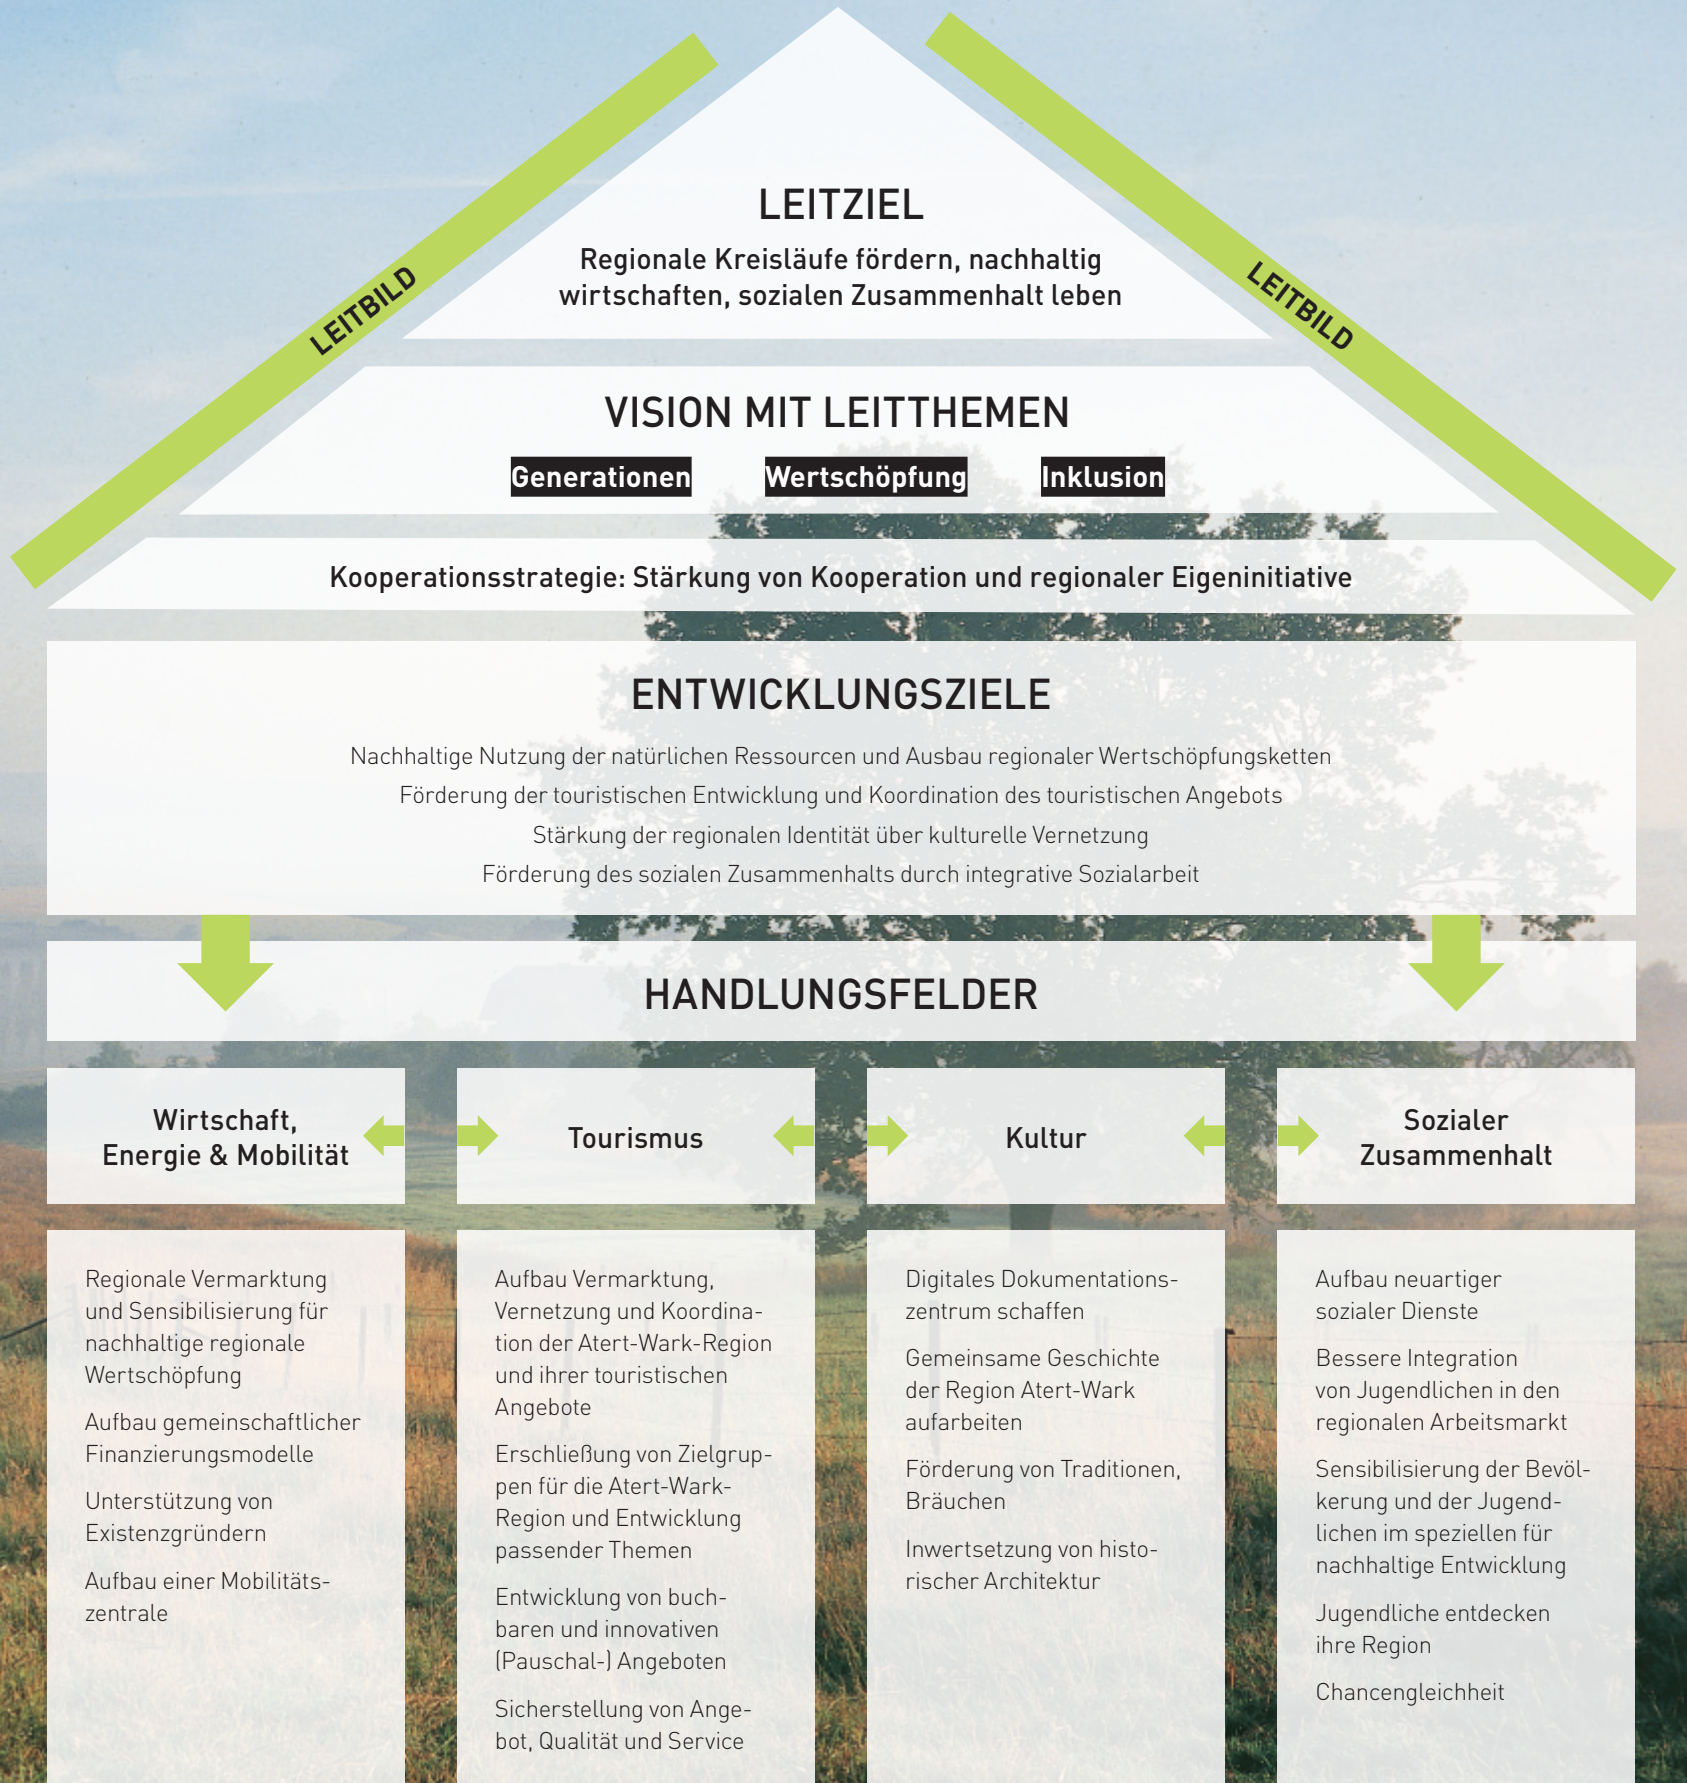 LEITZIEL
Regionale Kreisläufe fördern, nachhaltig
wirtschaften, sozialen Zusammenhalt leben
LEITBILD
LEITBILD
VISION MIT LEITTHEMEN
Generationen Wertschöpfung Inklusion
Kooperationsstrategie: Stärkung von Kooperation und regionaler Eigeninitiative
ENTWICKLUNGSZIELE
Nachhaltige Nutzung der natürlichen Ressourcen und Ausbau regionaler Wertschöpfungsketten
Förderung der touristischen Entwicklung und Koordination des touristischen Angebots
Stärkung der regionalen Identität über kulturelle Vernetzung
Förderung des sozialen Zusammenhalts durch integrative Sozialarbeit
HANDLUNGSFELDER
Wirtschaft,
Energie & Mobilität
Regionale Vermarktung
und Sensibilisierung für
nachhaltige regionale
Wertschöpfung
Aufbau gemeinschaftlicher
Finanzierungsmodelle
Unterstützung von
Existenzgründern
Aufbau einer Mobilitäts-
zentrale
Tourismus
Aufbau Vermarktung,
Vernetzung und Koordina-
tion der Atert-Wark-Region
und ihrer touristischen
Angebote
Erschließung von Zielgrup-
pen für die Atert-Wark-
Region und Entwicklung
passender Themen
Entwicklung von buch-
baren und innovativen
(Pauschal-) Angeboten
Sicherstellung von Ange-
bot, Qualität und Service
Kultur
Digitales Dokumentations-
zentrum schaffen
Gemeinsame Geschichte
der Region Atert-Wark
aufarbeiten
Förderung von Traditionen,
Bräuchen
Inwertsetzung von histo-
rischer Architektur
Sozialer
Zusammenhalt
Aufbau neuartiger
sozialer Dienste
Bessere Integration
von Jugendlichen in den
regionalen Arbeitsmarkt
Sensibilisierung der Bevöl-
kerung und der Jugend-
lichen im speziellen für
nachhaltige Entwicklung
Jugendliche entdecken
ihre Region
Chancengleichheit